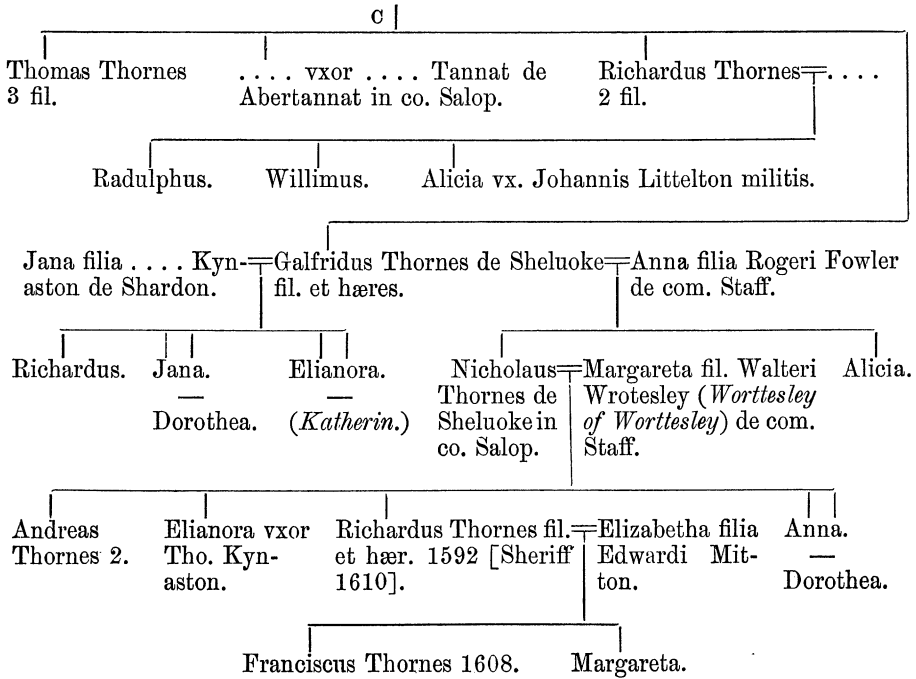 C
Thomas Thornes
3 fil.
.... vxor .... Tannat de
Abertannat in co. Salop.
Richardus Thornes=....
2 fil.
Radulphus. Willimus. Alicia vx. Johannis Littelton militis.
Jana filia .... Kyn-
aston de Shardon.
=Galfridus Thornes de Sheluoke=
fil. et hæres.
Anna filia Rogeri Fowler
de com. Staff.
Richardus.
Jana.
—
Dorothea.
Elianora.
—
(Katherin.)
Nicholaus=
Thornes de
Sheluoke in
co. Salop.
Margareta fil. Walteri
Wrotesley (Worttesley
of Worttesley) de com.
Staff.
Alicia.
Andreas
Thornes 2.
Elianora vxor
Tho. Kyn-
aston.
Richardus Thornes fil.=
et hær. 1592 [Sheriff
1610].
Elizabetha filia
Edwardi Mit-
ton.
Anna.
—
Dorothea.
Franciscus Thornes 1608. Margareta.